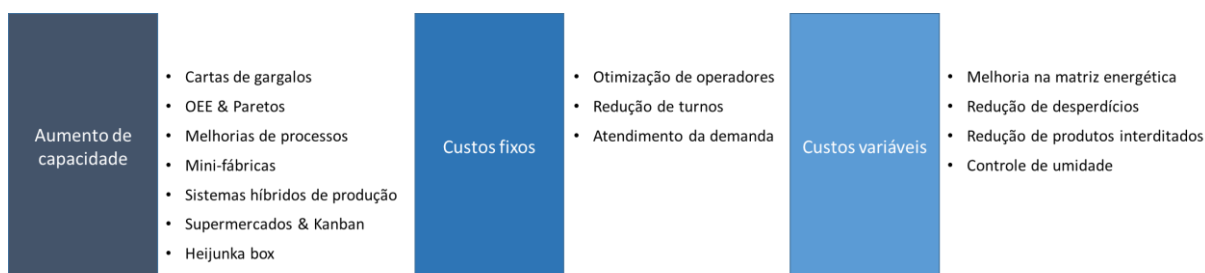 Aumento de
capacidade
• Cartas de gargalos
• OEE & Paretos
• Melhorias de processos
• Mini-fábricas
• Sistemas híbridos de produção
• Supermercados & Kanban
• Heijunka box
Custos fixos
• Otimização de operadores
• Redução de turnos
• Atendimento da demanda
Custos variáveis
• Melhoria na matriz energética
• Redução de desperdícios
• Redução de produtos interditados
• Controle de umidade